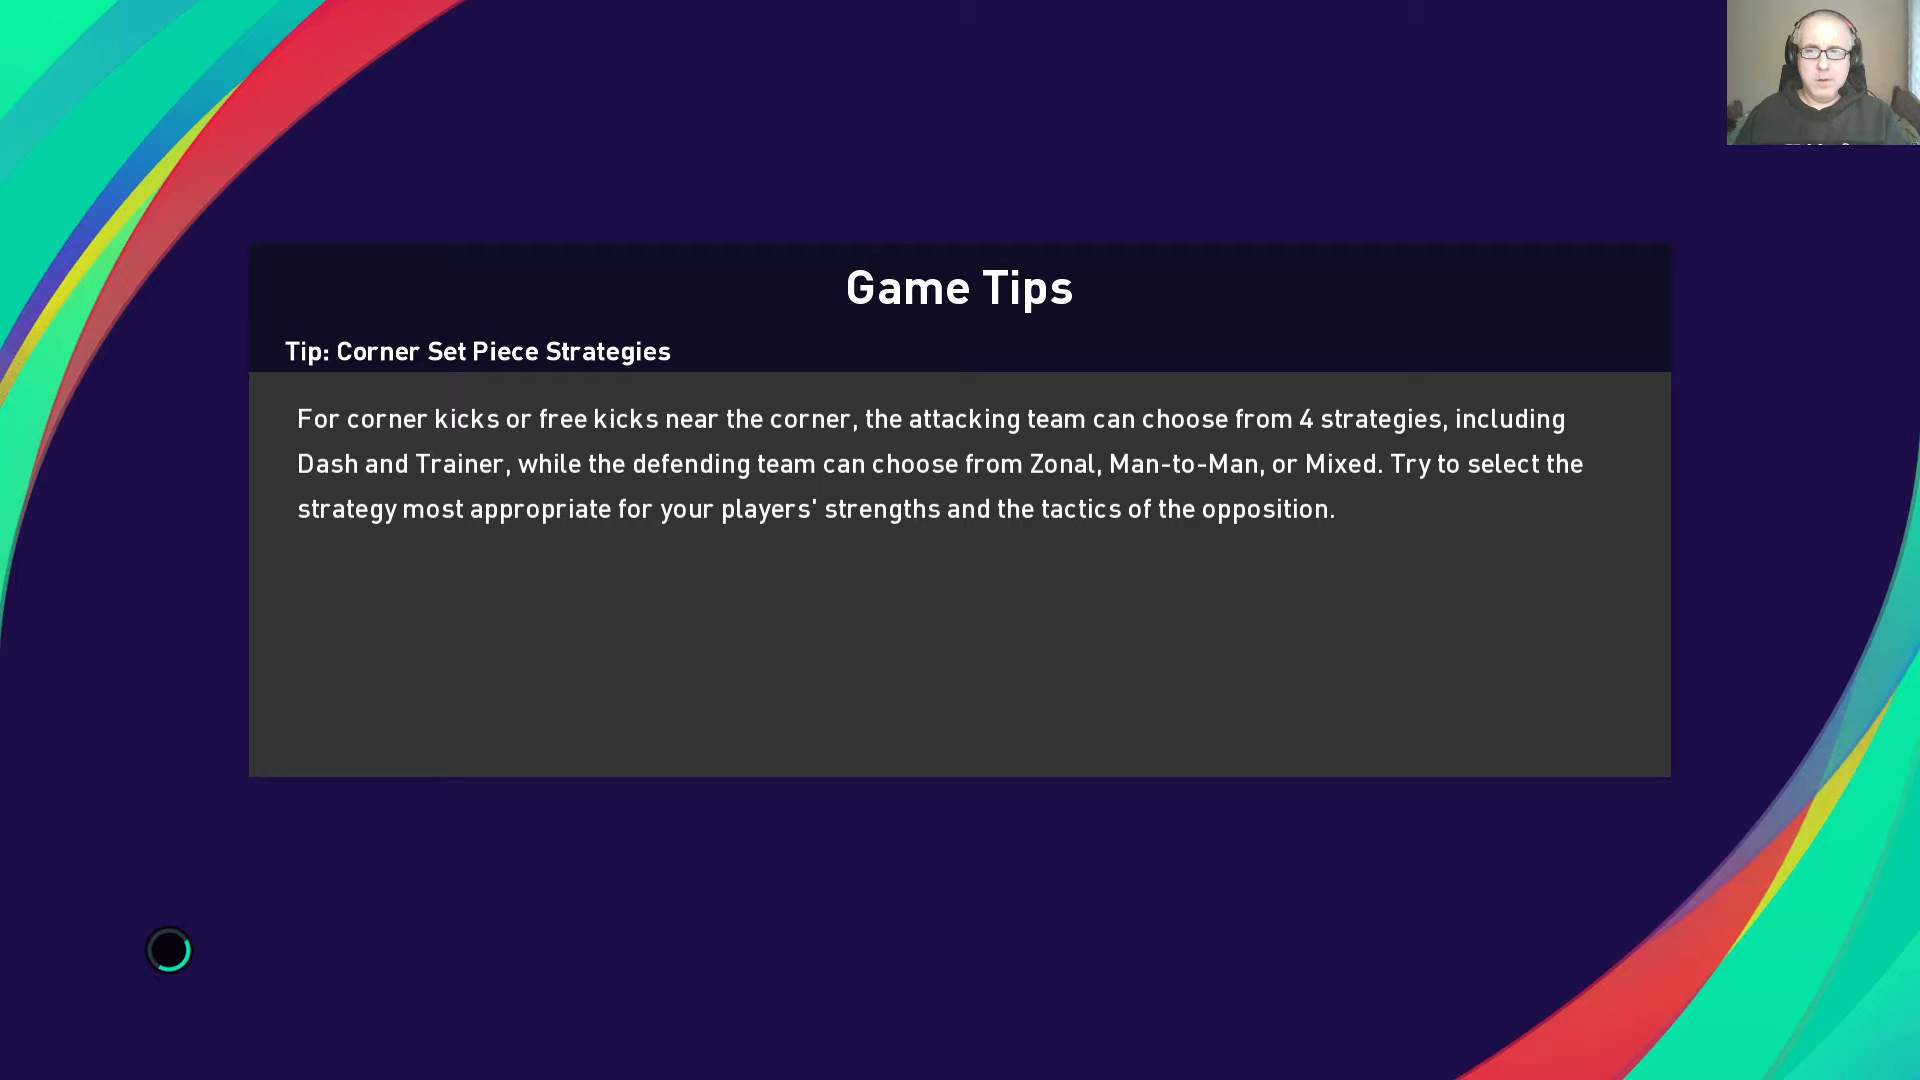 Game Tips
Tip: Corner Set Piece Strategies
For corner kicks or free kicks near the corner, the attacking team can choose from 4 strategies, including
Dash and Trainer, while the defending team can choose from Zonal, Man-to-Man, or Mixed. Try to select the
strategy most appropriate for your players' strengths and the tactics of the opposition.